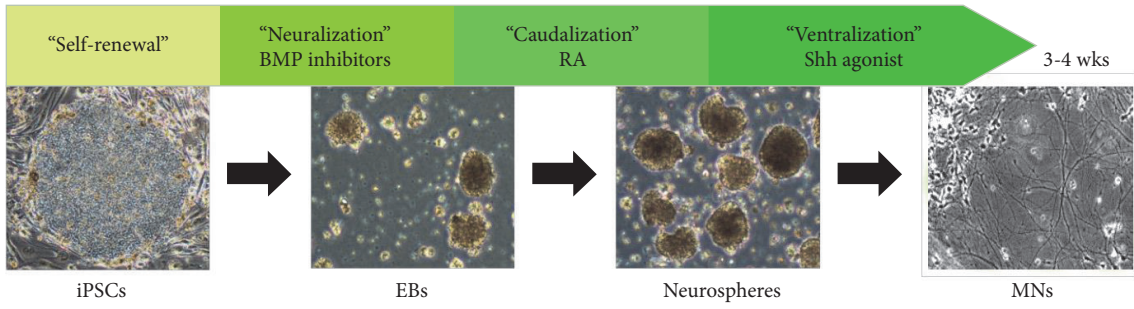 “Self-renewal”
“Neuralization”
BMP inhibitors
“Caudalization”
RA
“Ventralization”
Shh agonist
3-4 wks
iPSCs
EBs
Neurospheres
MNs